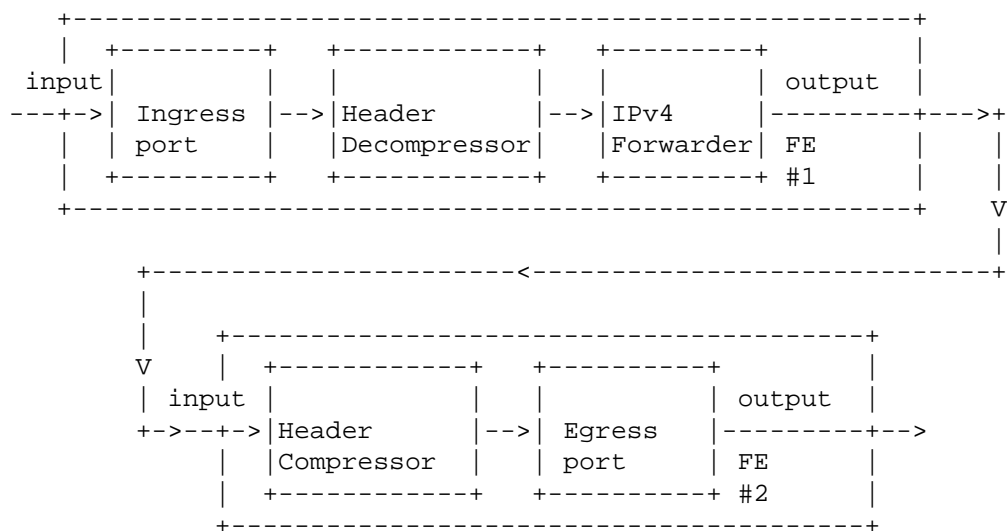 input output
Ingress Header IPv4
port Decompressor Forwarder FE
#1
V
V
input output
Header Egress
Compressor port FE
#2